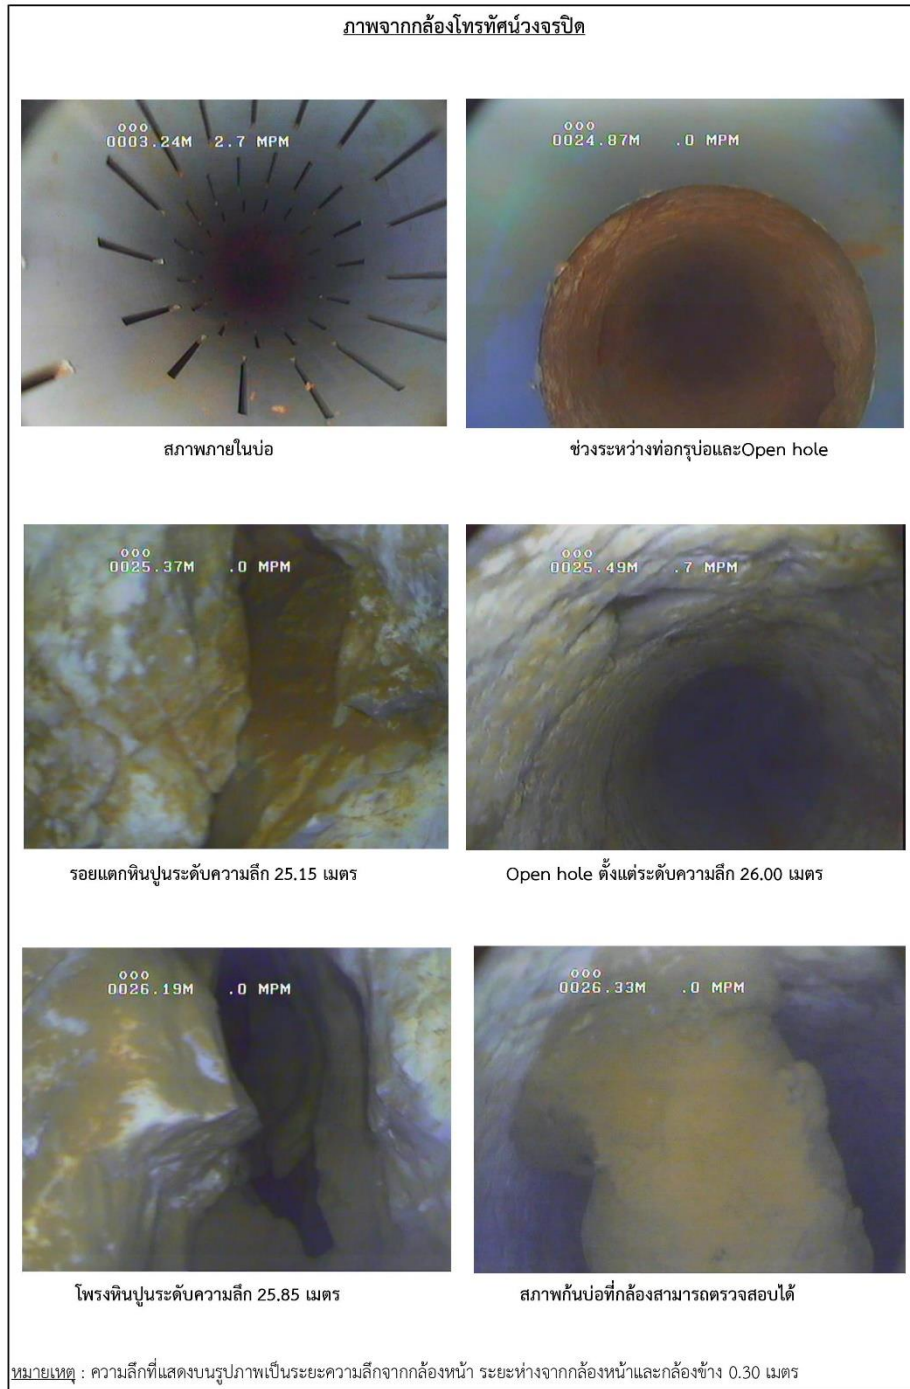 ภาพจากกล้องโทรทัศน์วงจรปิด
000
0003.24M 2.7 MPM
000
0024.87M .0 MPM
สภาพภายในบ่อ
ช่วงระหว่างท่อกรุบ่อและOpen hole
000
0025.37M .0 MPM
000
0025.49M .7 MPM
รอยแตกหินปูนระดับความลึก 25.15 เมตร
Open hole ตั้งแต่ระดับความลึก 26.00 เมตร
000
0026.19M .0 MPM
000
0026.33M .0 MPM
โพรงหินปูนระดับความลึก 25.85 เมตร
สภาพก้นบ่อที่กล้องสามารถตรวจสอบได้
หมายเหตุ : ความลึกที่แสดงบนรูปภาพเป็นระยะความลึกจากกล้องหน้า ระยะห่างจากกล้องหน้าและกล้องข้าง 0.30 เมตร